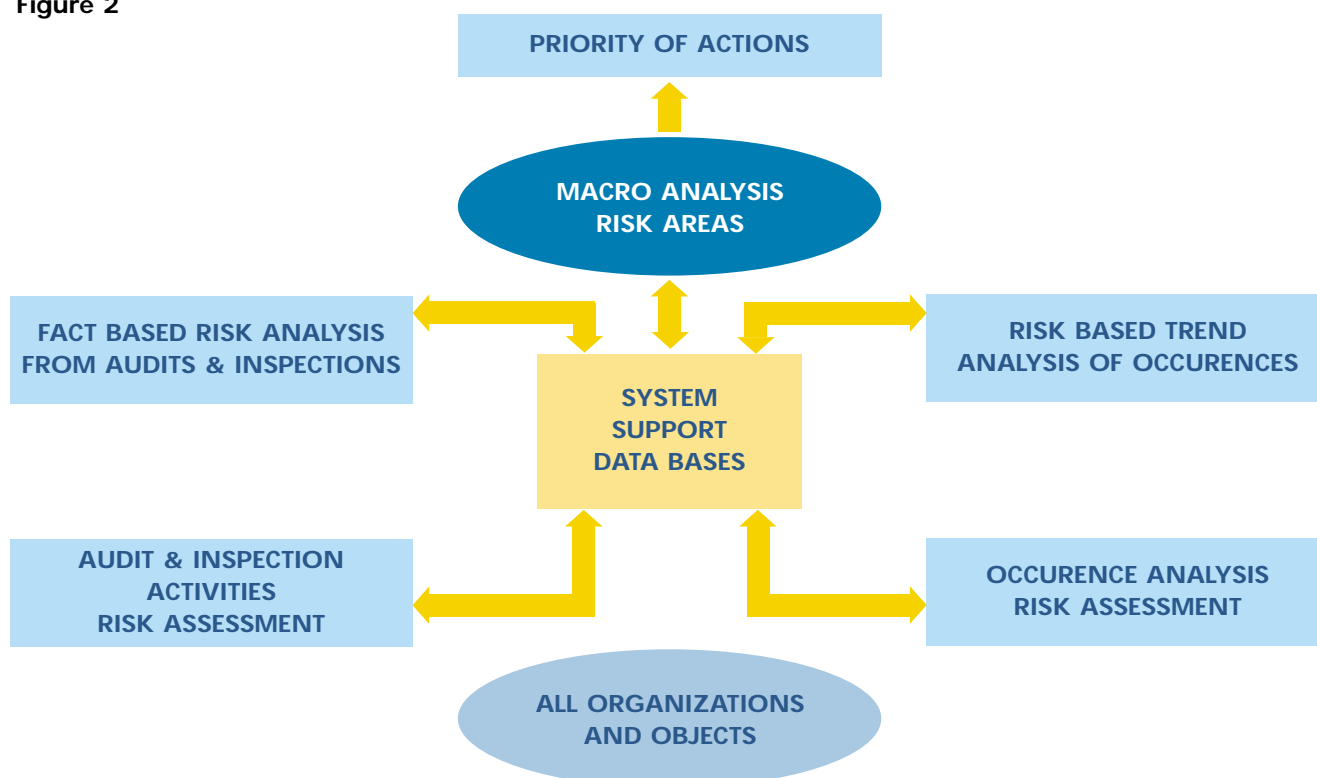 Figure 2
PRIORITY OF ACTIONS
MACRO ANALYSIS
RISK AREAS
FACT BASED RISK ANALYSIS
FROM AUDITS & INSPECTIONS
RISK BASED TREND
ANALYSIS OF OCCURENCES
SYSTEM
SUPPORT
DATA BASES
AUDIT & INSPECTION
ACTIVITIES
RISK ASSESSMENT
OCCURENCE ANALYSIS
RISK ASSESSMENT
ALL ORGANIZATIONS
AND OBJECTS